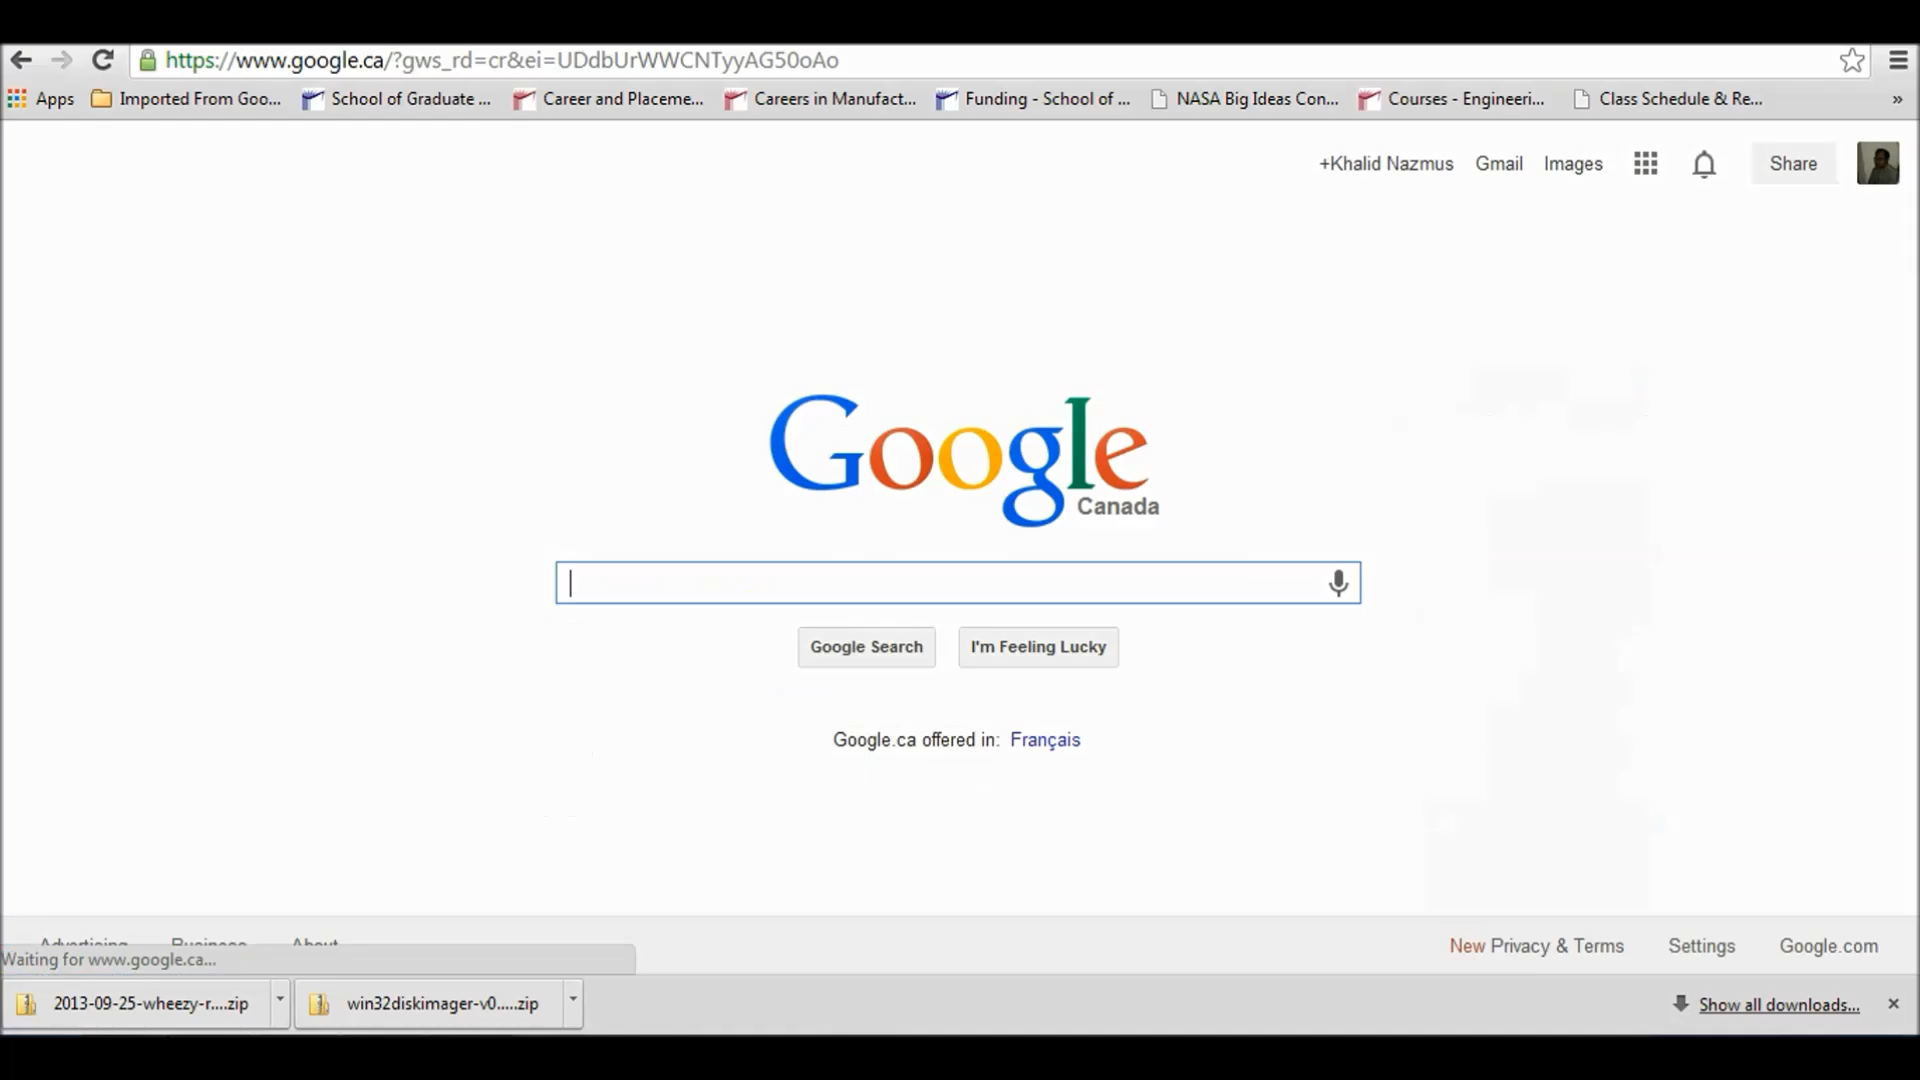 https://www.google.ca/?gws_rd=cr&ei=UDdbUrWWCNTyyAG50oAo
Apps Imported From Goo... School of Graduate ... Career and Placeme... Careers in Manufact... Funding - School of ... NASA Big Ideas Con... Courses - Engineeri... Class Schedule & Re... »
+Khalid Nazmus Gmail Images Share
Google
Canada
Google Search I'm Feeling Lucky
Google.ca offered in: Français
Advertising Business About New Privacy & Terms Settings Google.com
Waiting for www.google.ca...
2013-09-25-wheezy-r....zip win32diskimager-v0.....zip Show all downloads...